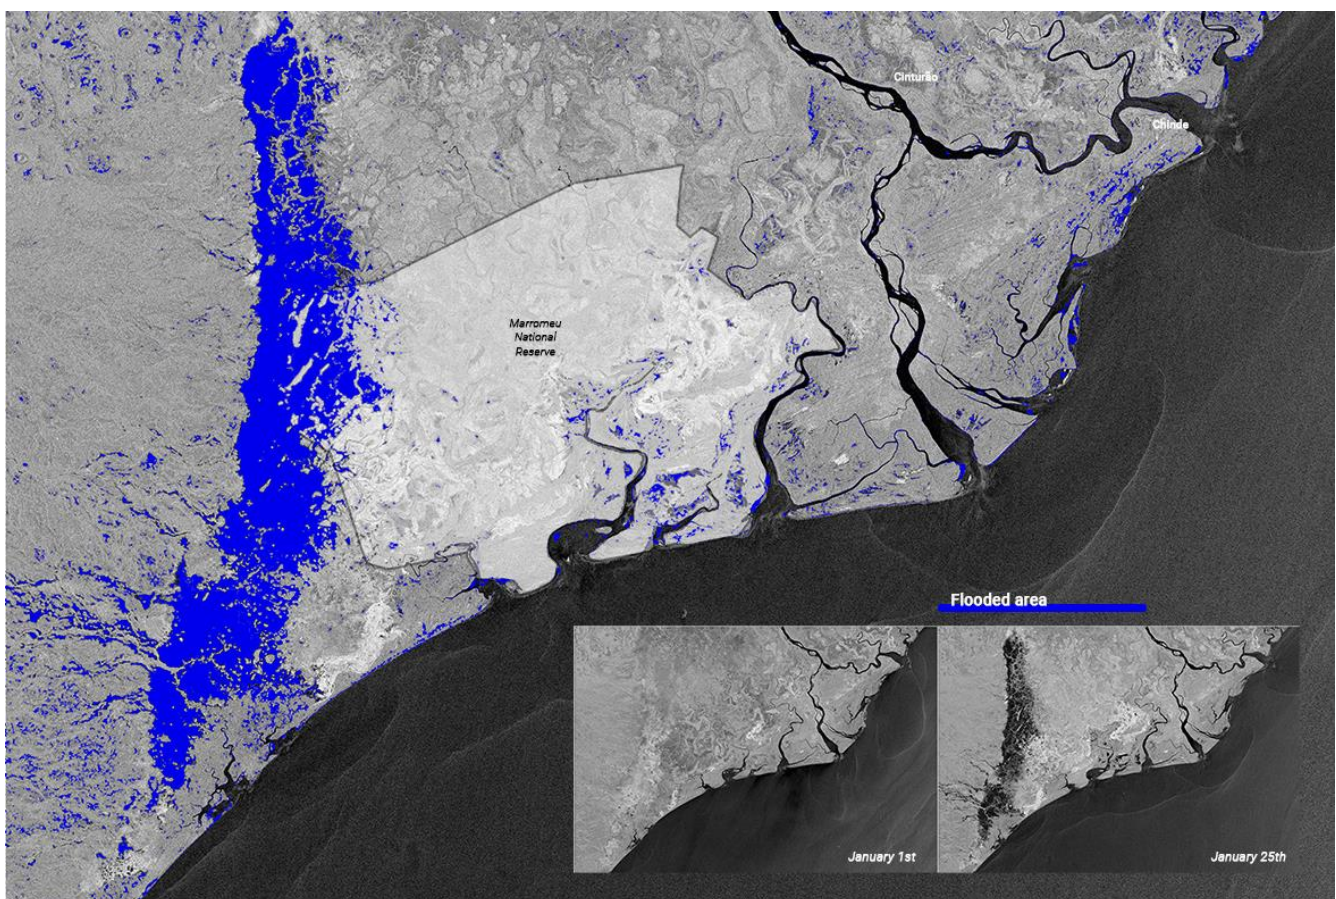 Cinturão
Chinde
Marromeu
National
Reserve
Flooded area
January 1st
January 25th